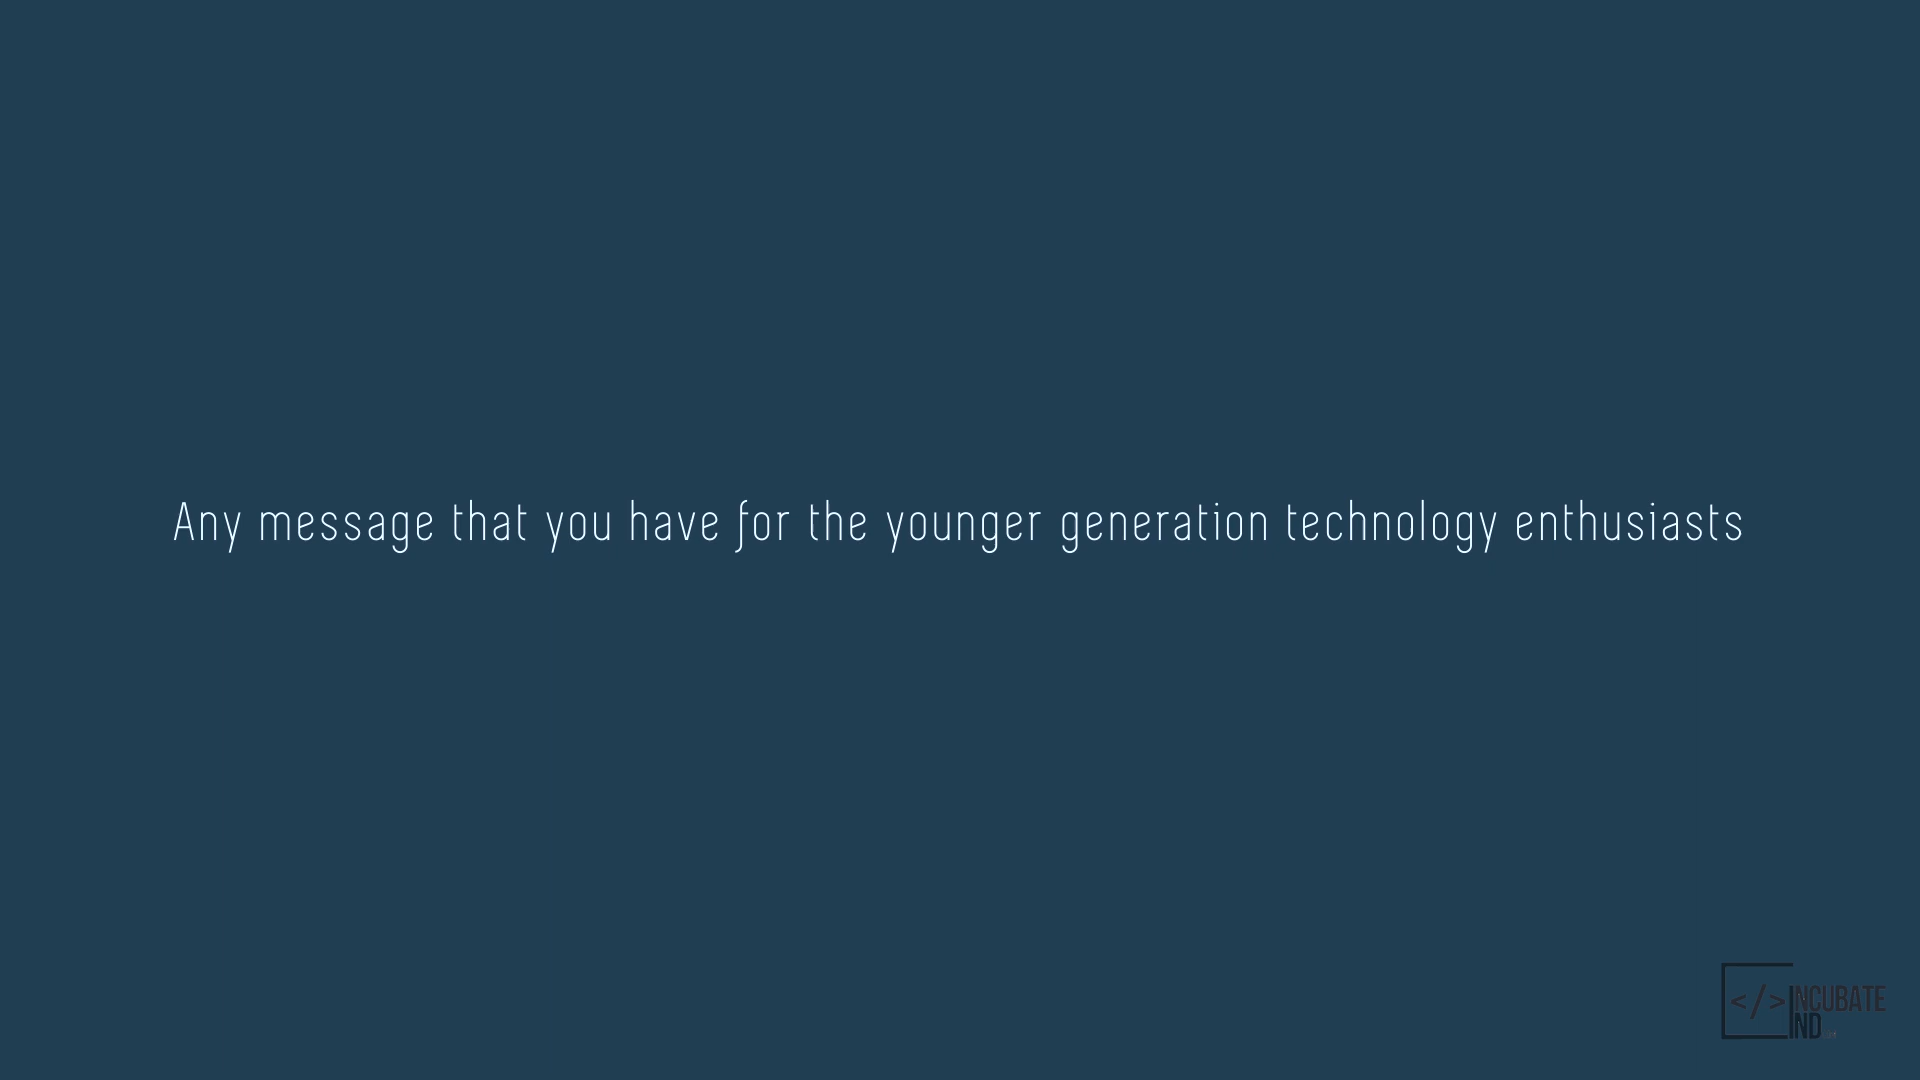 Any message that you have for the younger generation technology enthusiasts
</> INCUBATE
IND